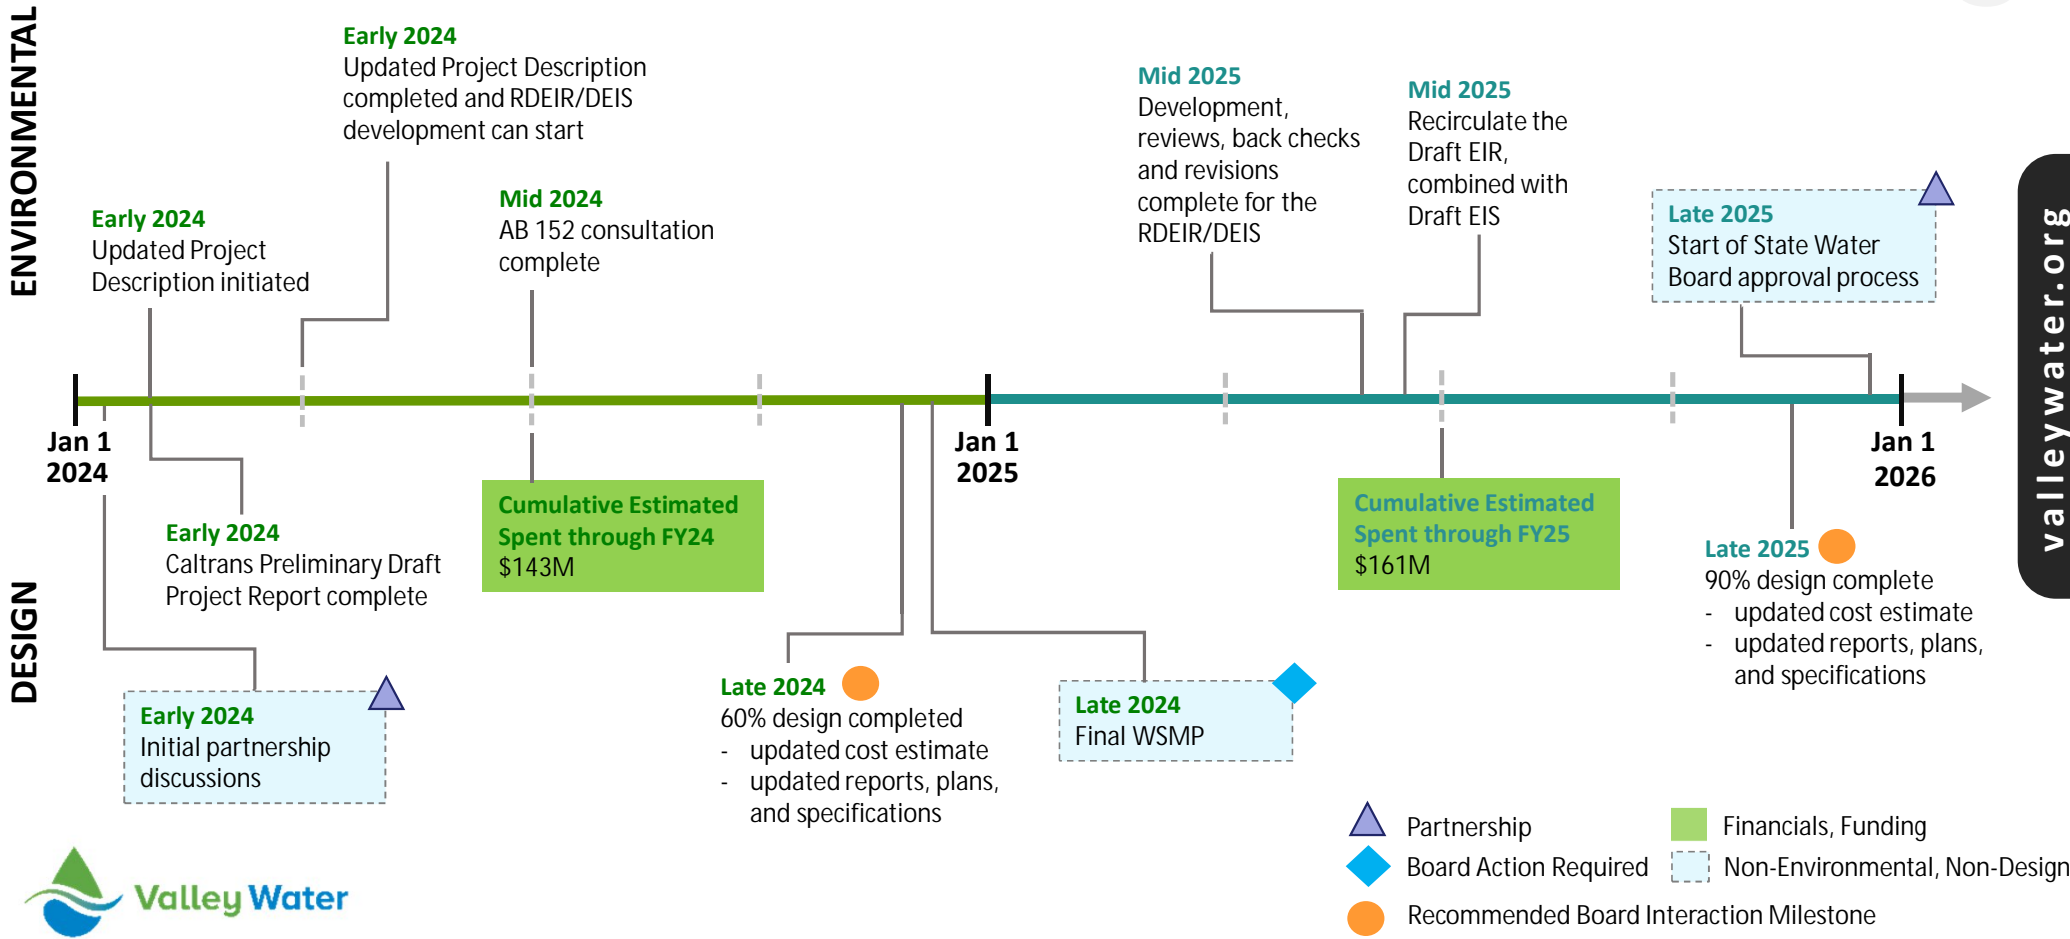 ENVIRONMENTAL
Early 2024
Updated Project Description
completed and RDEIR/DEIS
development can start
Early 2024
Updated Project
Description initiated
Mid 2024
AB 152 consultation
complete
Mid 2025
Development,
reviews, back checks
and revisions
complete for the
RDEIR/DEIS
Mid 2025
Recirculate the
Draft EIR,
combined with
Draft EIS
Late 2025
Start of State Water
Board approval process
valleywater.org
Jan 1
2024
Jan 1
2025
Jan 1
2026
DESIGN
Early 2024
Caltrans Preliminary Draft
Project Report complete
Cumulative Estimated
Spent through FY24
$143M
Cumulative Estimated
Spent through FY25
$161M
Late 2025
90% design complete
- updated cost estimate
- updated reports, plans,
and specifications
Early 2024
Initial partnership
discussions
Late 2024
60% design completed
- updated cost estimate
- updated reports, plans,
and specifications
Late 2024
Final WSMP
Partnership
Financials, Funding
Board Action Required
Non-Environmental, Non-Design
Recommended Board Interaction Milestone
Valley Water